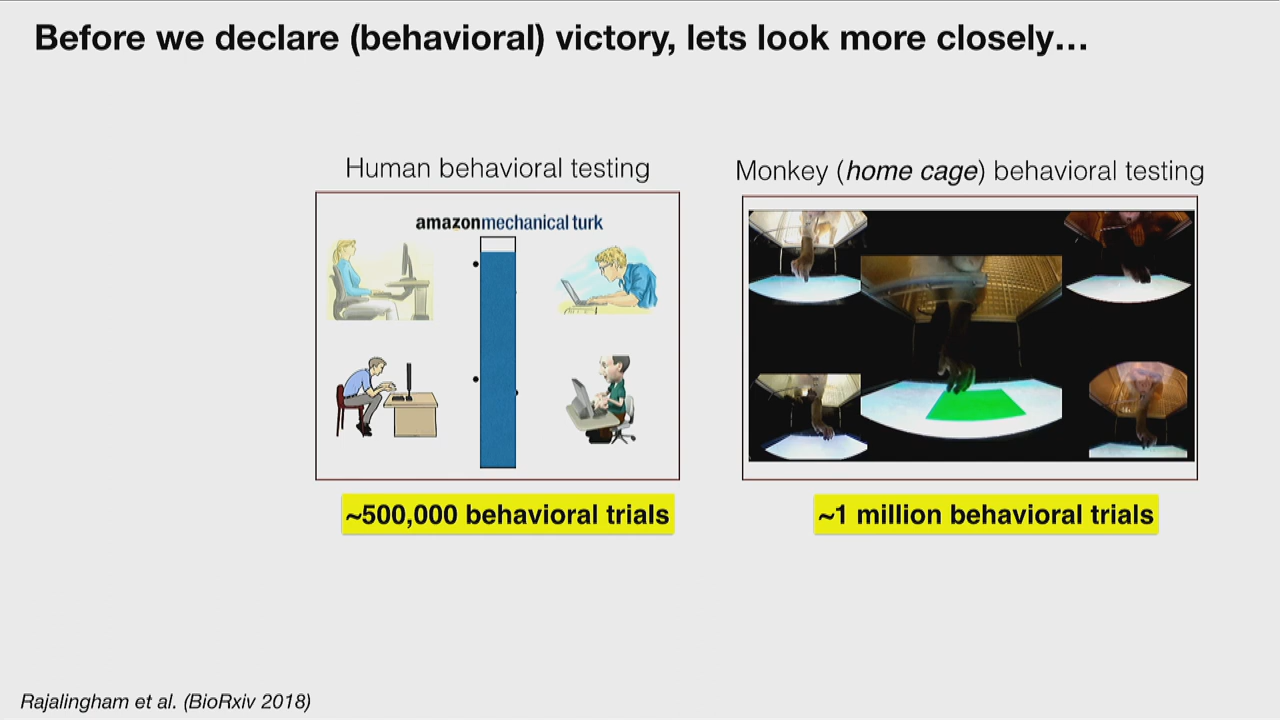 Before we declare (behavioral) victory, lets look more closely…
Human behavioral testing
amazonmechanical turk
~500,000 behavioral trials
Monkey (home cage) behavioral testing
~1 million behavioral trials
Rajalingham et al. (BioRxiv 2018)